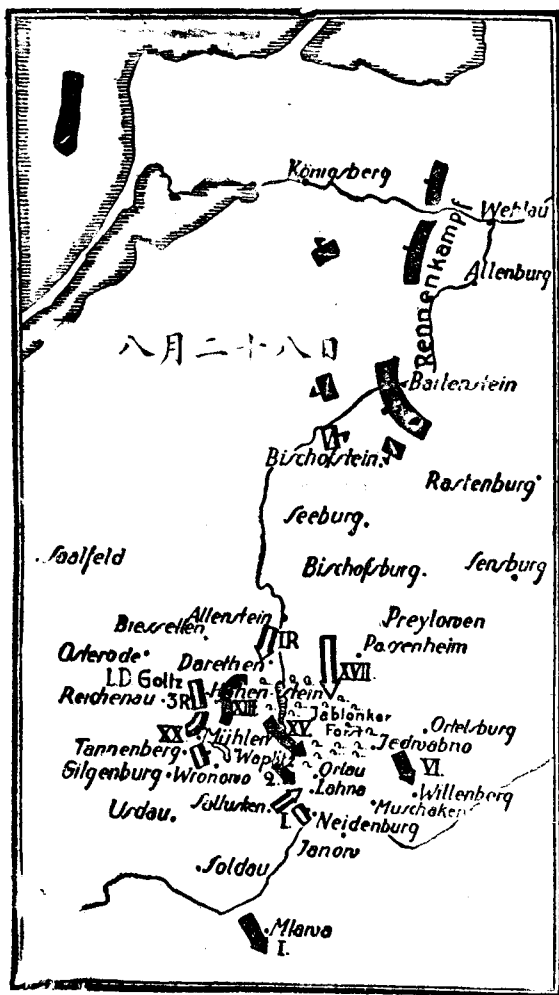 Königsberg
Wehlau
Rennenkampf
Allenburg
八月二十八日
Bartenstein
Bischofstein.
Rastenburg
Seeburg.
Saalfeld
Bischofsburg.
Sensburg
Allenstein
IR
Biessellen
Preylowen
Passenheim
XVII.
Osterode
Darethen
L.D Goltz
Reichenau
3R
Hohenstein
XIII.
XX
Mühlen
XV.
Jablonker
Forst
Ortelsburg
Jedwabno
VI.
Tannenberg
Waplitz
Gilgenburg
Wronowo
2.
Orlau
Willenberg
Lahna
Muschaken
Usdau.
Sallusken
I.
Neidenburg
Janow
Soldau
Mlawa
I.